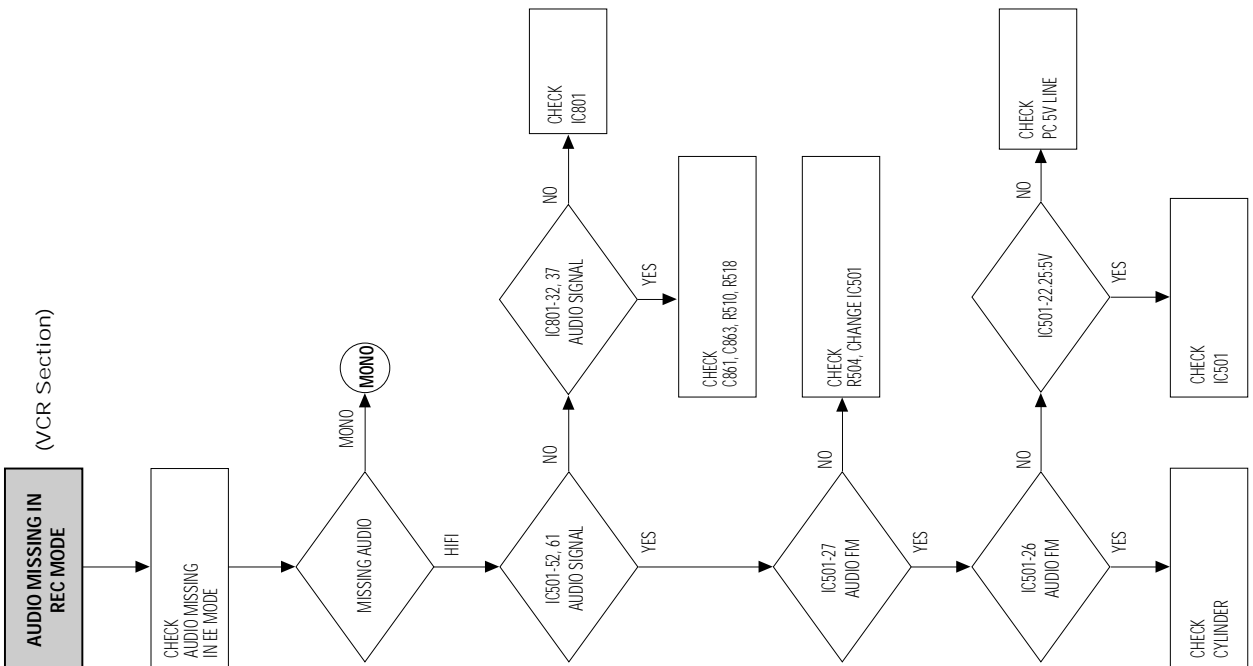 AUDIO MISSING IN
REC MODE
(VCR Section)
CHECK
AUDIO MISSING
IN EE MODE
MISSING AUDIO
MONO
MONO
HIFI
IC501-52, 61
AUDIO SIGNAL
NO
IC801-32, 37
AUDIO SIGNAL
NO
CHECK
IC801
YES
CHECK
C861, C863, R510, R518
YES
IC501-27
AUDIO FM
NO
CHECK
R504, CHANGE IC501
YES
IC501-26
AUDIO FM
NO
IC501-22.25:5V
NO
CHECK
PC 5V LINE
YES
CHECK
IC501
YES
CHECK
CYLINDER